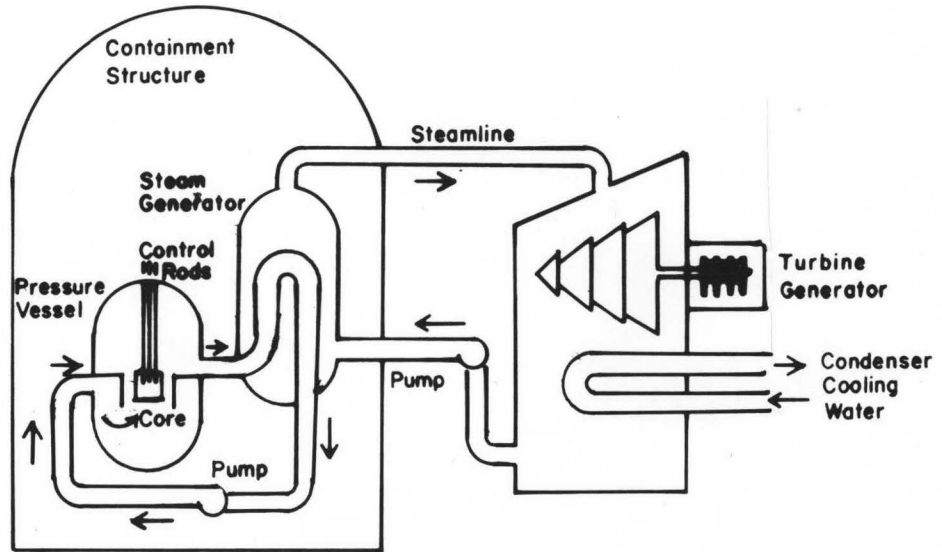 Containment
Structure
Steamline
Steam
Generator
Control
Rods
Pressure
Vessel
Turbine
Generator
Pump
Condenser
Cooling
Water
Core
Pump